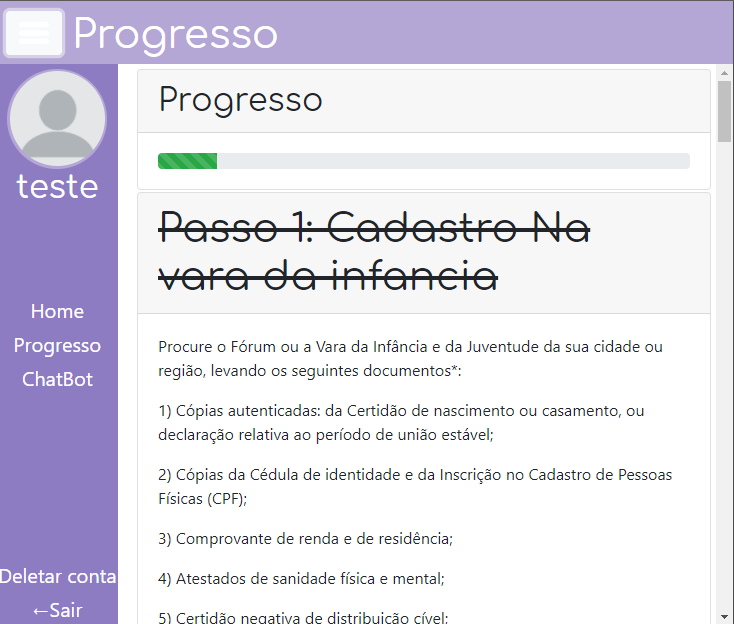 Progresso
teste
Home
Progresso
ChatBot
Deletar conta
←Sair
Progresso
Passo 1: Cadastro Na
vara da infancia
Procure o Fórum ou a Vara da Infância e da Juventude da sua cidade ou
região, levando os seguintes documentos*:
1) Cópias autenticadas: da Certidão de nascimento ou casamento, ou
declaração relativa ao período de união estável;
2) Cópias da Cédula de identidade e da Inscrição no Cadastro de Pessoas
Físicas (CPF);
3) Comprovante de renda e de residência;
4) Atestados de sanidade física e mental;
5) Certidão negativa de distribuição cível;